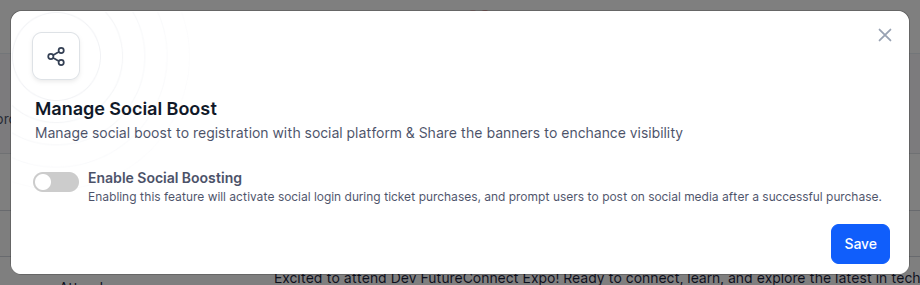 Manage Social Boost
Manage social boost to registration with social platform & Share the banners to enchance visibility
Enable Social Boosting
Enabling this feature will activate social login during ticket purchases, and prompt users to post on social media after a successful purchase.
Save
Excited to attend Dev FutureConnect Expo! Ready to connect, learn, and explore the latest in tech